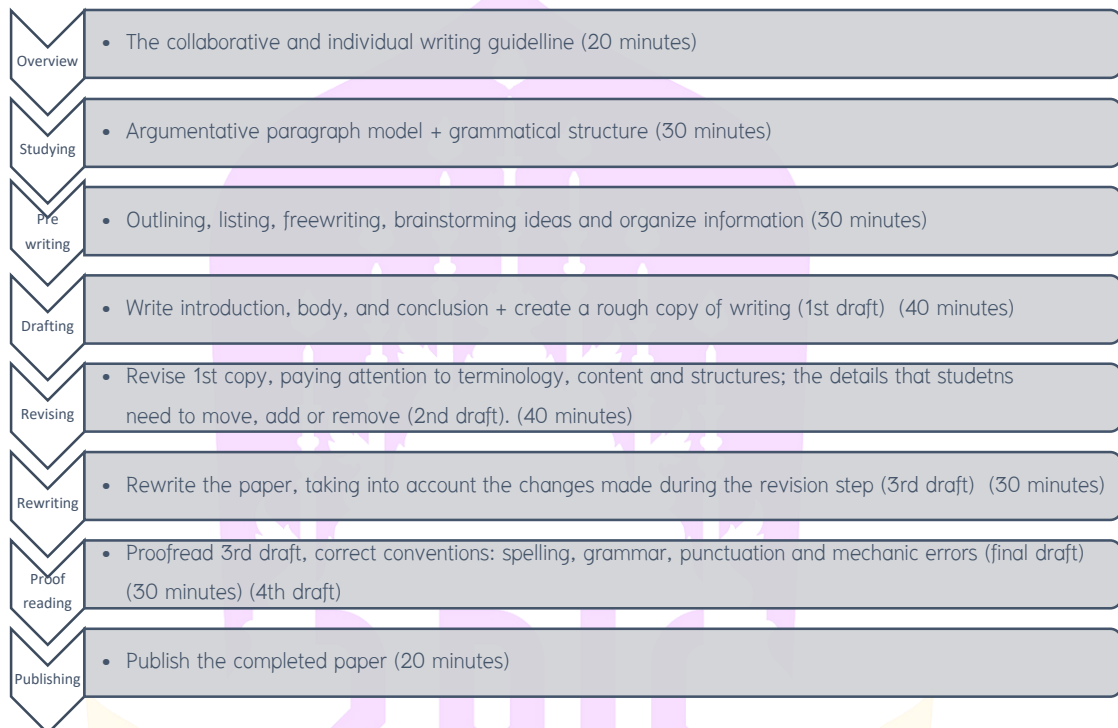 Overview
• The collaborative and individual writing guidelline (20 minutes)
Studying
• Argumentative paragraph model + grammatical structure (30 minutes)
Pre
writing
• Outlining, listing, freewriting, brainstorming ideas and organize information (30 minutes)
Drafting
• Write introduction, body, and conclusion + create a rough copy of writing (1st draft) (40 minutes)
Revising
• Revise 1st copy, paying attention to terminology, content and structures; the details that studetns
need to move, add or remove (2nd draft). (40 minutes)
Rewriting
• Rewrite the paper, taking into account the changes made during the revision step (3rd draft) (30 minutes)
Proof
reading
• Proofread 3rd draft, correct conventions: spelling, grammar, punctuation and mechanic errors (final draft)
(30 minutes) (4th draft)
Publishing
• Publish the completed paper (20 minutes)